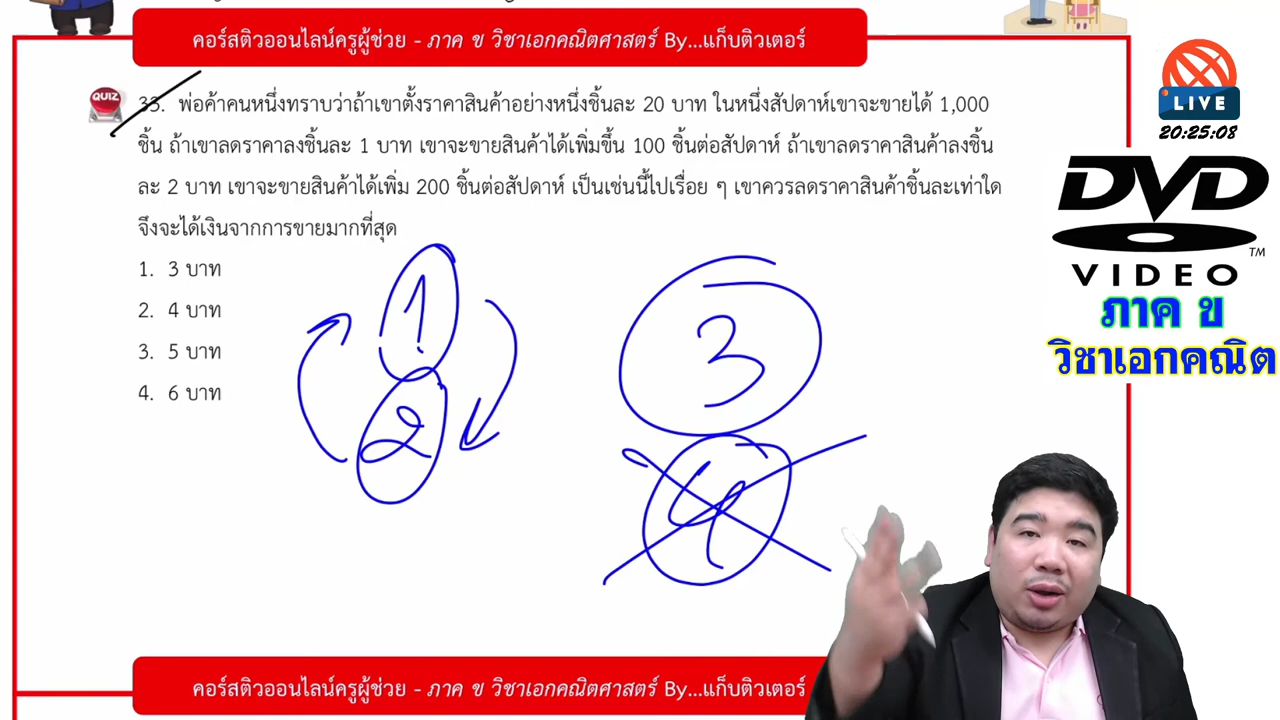 คอร์สติวออนไลน์ครูผู้ช่วย - ภาค ข วิชาเอกคณิตศาสตร์ By...แก็บติวเตอร์
QUIZ
33. พ่อค้าคนหนึ่งทราบว่าถ้าเขาตั้งราคาสินค้าอย่างหนึ่งชิ้นละ 20 บาท ในหนึ่งสัปดาห์เขาจะขายได้ 1,000
ชิ้น ถ้าเขาลดราคาลงชิ้นละ 1 บาท เขาจะขายสินค้าได้เพิ่มขึ้น 100 ชิ้นต่อสัปดาห์ ถ้าเขาลดราคาสินค้าลงชิ้น
ละ 2 บาท เขาจะขายสินค้าได้เพิ่ม 200 ชิ้นต่อสัปดาห์ เป็นเช่นนี้ไปเรื่อย ๆ เขาควรลดราคาสินค้าชิ้นละเท่าใด
จึงจะได้เงินจากการขายมากที่สุด
1. 3 บาท
2. 4 บาท
3. 5 บาท
4. 6 บาท
1
2
3
4
LIVE
20:25:08
DVD
VIDEO
TM
ภาค ข
วิชาเอกคณิต
คอร์สติวออนไลน์ครูผู้ช่วย - ภาค ข วิชาเอกคณิตศาสตร์ By...แก็บติวเตอร์